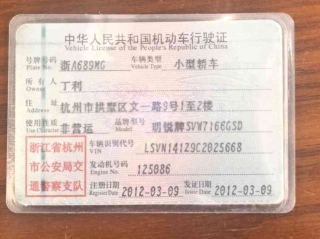 中华人民共和国机动车行驶证
Vehicle License of the People's Republic of China
号牌号码 浙A689MG 车辆类型 小型轿车
Plate No. Vehicle Type
所有人 丁利
Owner
住址 杭州市拱墅区文一路9号1至2楼
Address
使用性质 非营运 品牌型号 明锐牌SVW7166GSD
Use Character Model
浙江省杭州市公安局交通警察支队
车辆识别代号 LSVN141Z9C2025668
VIN
发动机号码 125086
Engine No.
注册日期 2012-03-09 发证日期 2012-03-09
Register Date Issue Date